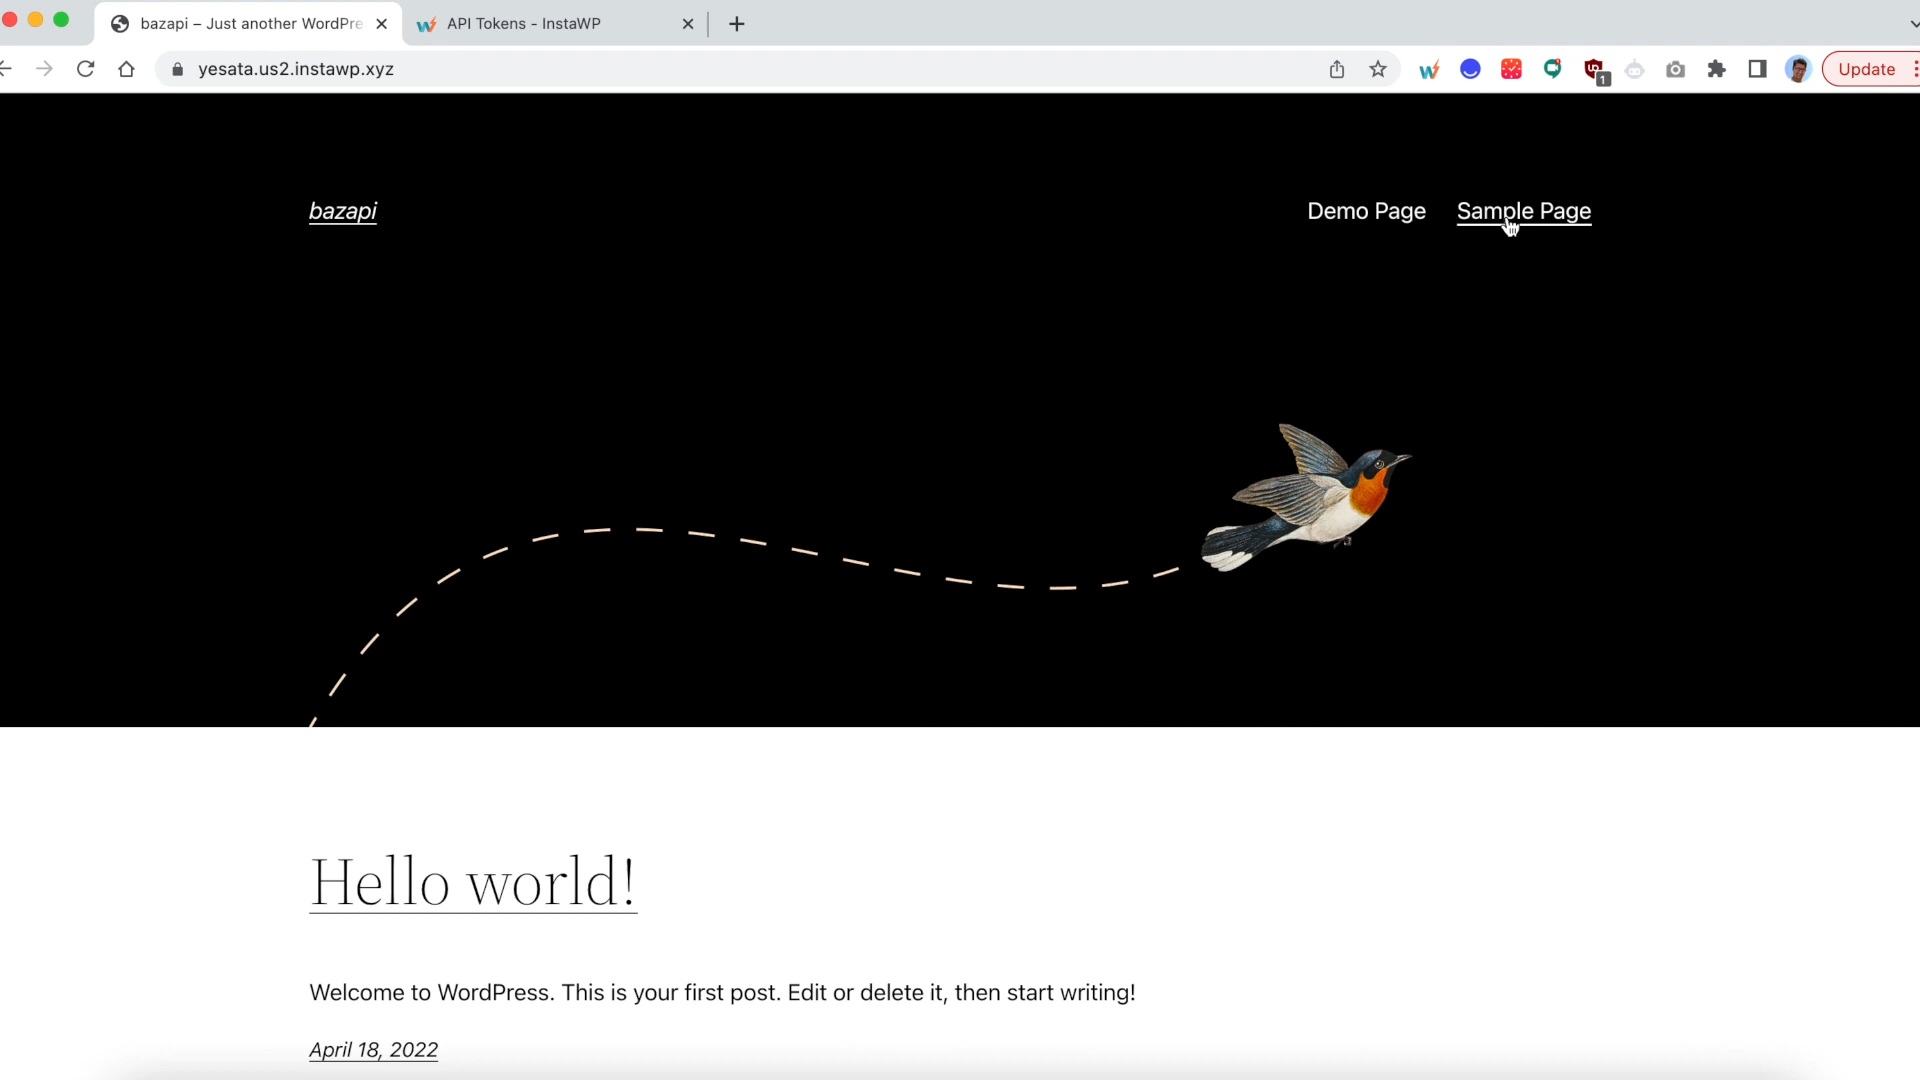 bazapi – Just another WordPre
API Tokens - InstaWP
yesata.us2.instawp.xyz
1
Update
bazapi
Demo Page
Sample Page
Hello world!
Welcome to WordPress. This is your first post. Edit or delete it, then start writing!
April 18, 2022